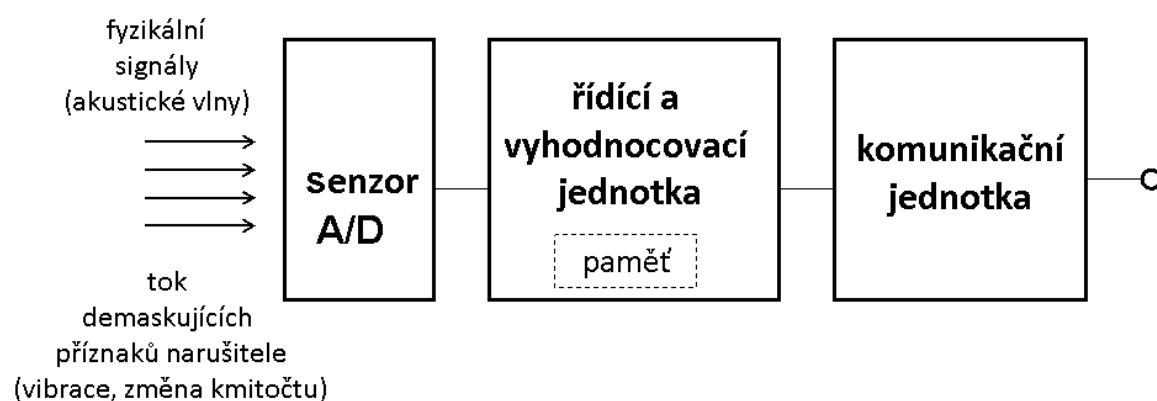 fyzikální
signály
(akustické vlny)
senzor
A/D
řídící a
vyhodnocovací
jednotka
paměť
komunikační
jednotka
tok
demaskujících
příznaků narušitele
(vibrace, změna kmitočtu)